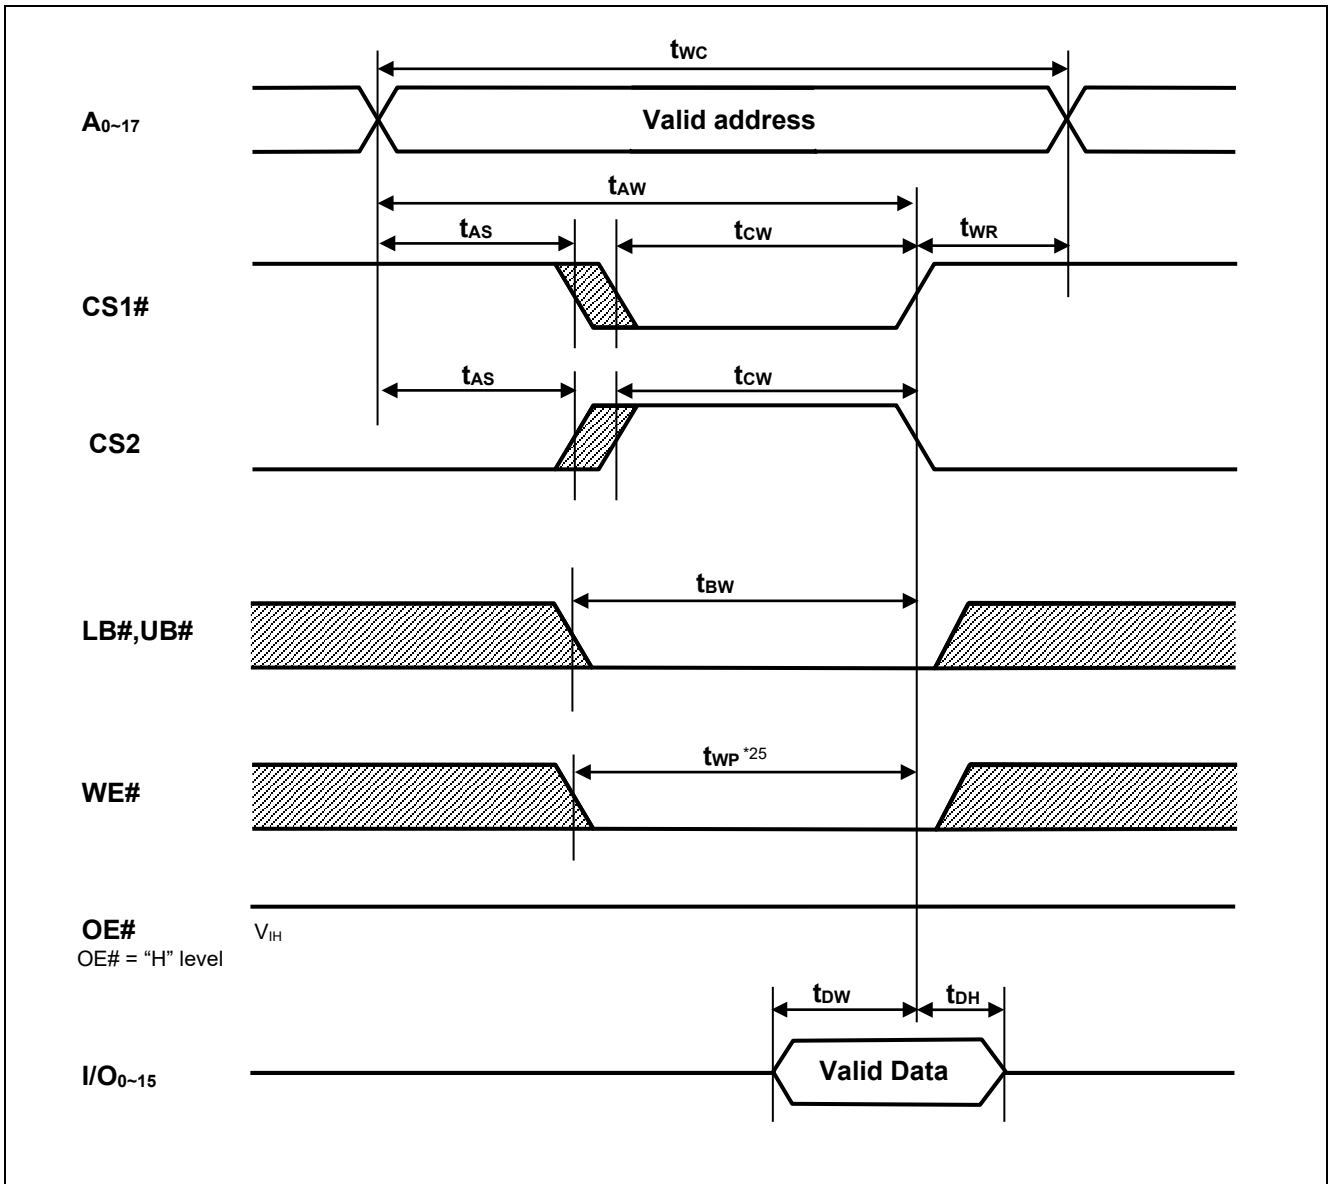 tWC
A0~17
Valid address
tAW
tAS
tCW
tWR
CS1#
tAS
tCW
CS2
tBW
LB#,UB#
tWP *25
WE#
OE#
VIH
OE# = “H” level
tDW
tDH
I/O0~15
Valid Data